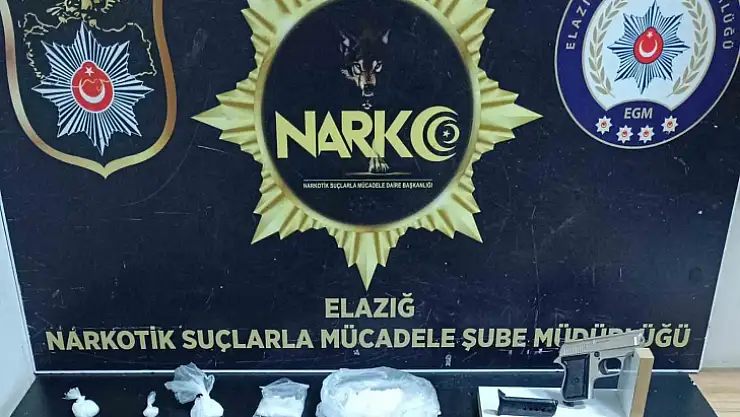 NARKO
NARKOTİK SUÇLARLA MÜCADELE DAİRE BAŞKANLIĞI
EGM
ELAZIĞ
NARKOTİK SUÇLARLA MÜCADELE ŞUBE MÜDÜRLÜĞÜ